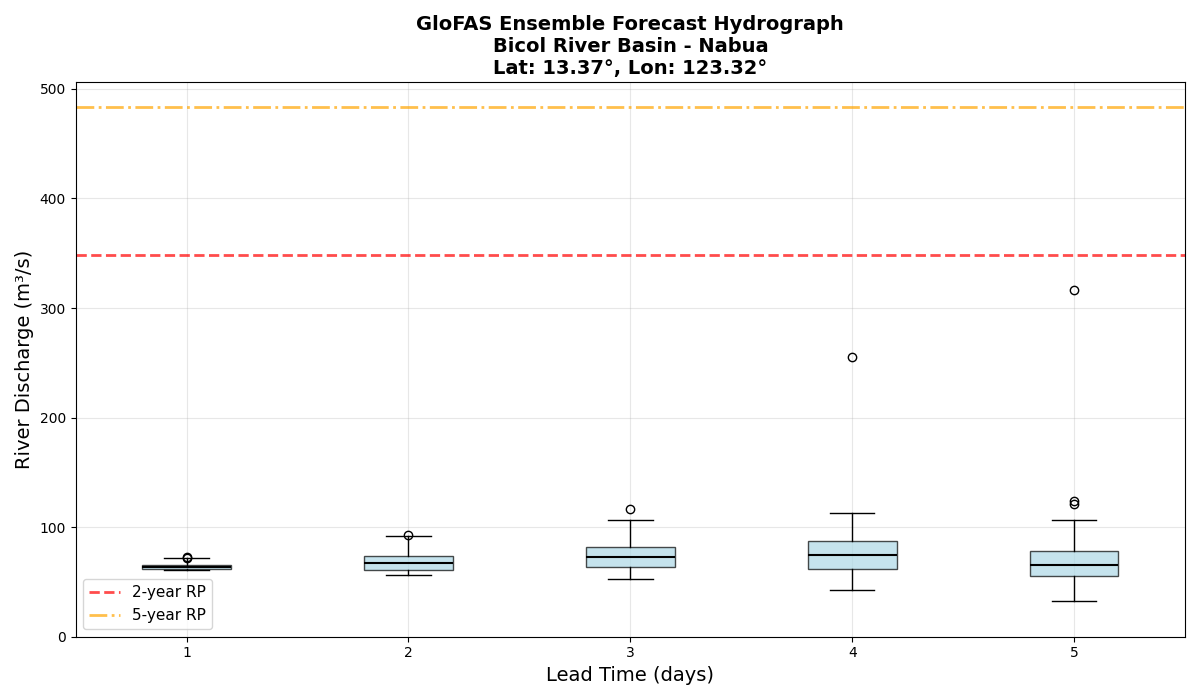 GloFAS Ensemble Forecast Hydrograph
Bicol River Basin - Nabua
Lat: 13.37°, Lon: 123.32°
River Discharge (m³/s)
500
400
300
200
100
0
2-year RP
5-year RP
1 2 3 4 5
Lead Time (days)